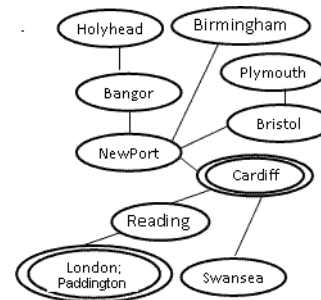 Holyhead
Birmingham
Plymouth
Bangor
Bristol
NewPort
Cardiff
Reading
London;
Paddington
Swansea